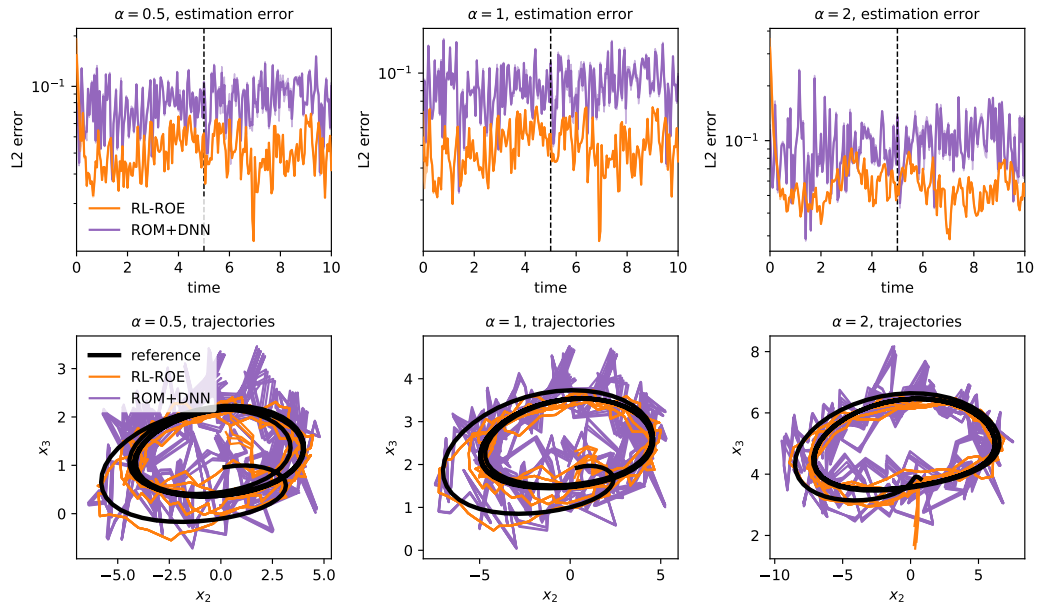 α = 0.5, estimation error
L2 error
10⁻¹
RL-ROE
ROM+DNN
0 2 4 6 8 10
time
α = 1, estimation error
L2 error
10⁻¹
0 2 4 6 8 10
time
α = 2, estimation error
L2 error
10⁻¹
0 2 4 6 8 10
time
α = 0.5, trajectories
x₃
3
2
1
0
reference
RL-ROE
ROM+DNN
−5.0 −2.5 0.0 2.5 5.0
x₂
α = 1, trajectories
x₃
4
3
2
1
0
−5 0 5
x₂
α = 2, trajectories
x₃
8
6
4
2
−10 −5 0 5
x₂